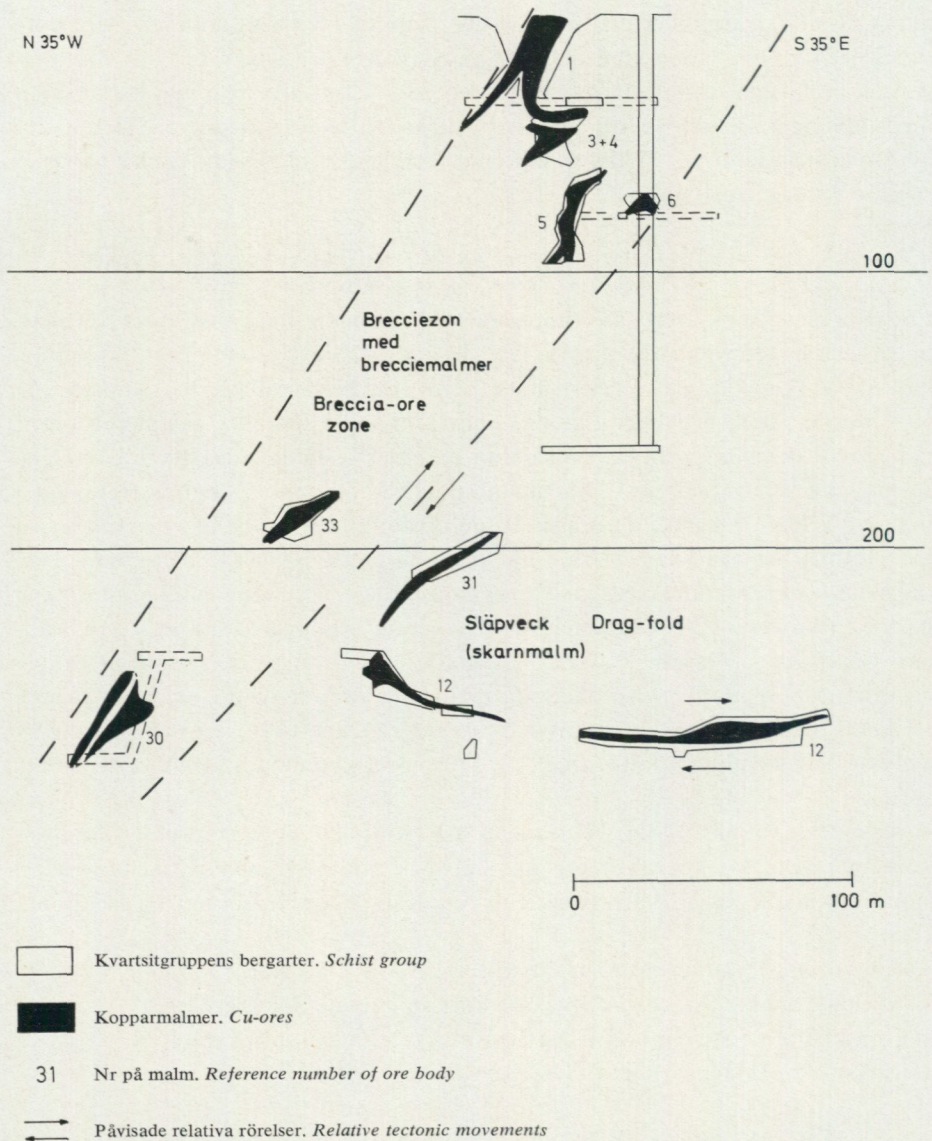 N 35°W
S 35°E
1
3+4
5
6
100
Brecciezon
med
brecciemalmer
Breccia-ore
zone
33
200
31
Släpveck Drag-fold
(skarnmalm)
12
30
12
0 100 m
Kvartsitgruppens bergarter. Schist group
Kopparmalmer. Cu-ores
31 Nr på malm. Reference number of ore body
Påvisade relativa rörelser. Relative tectonic movements